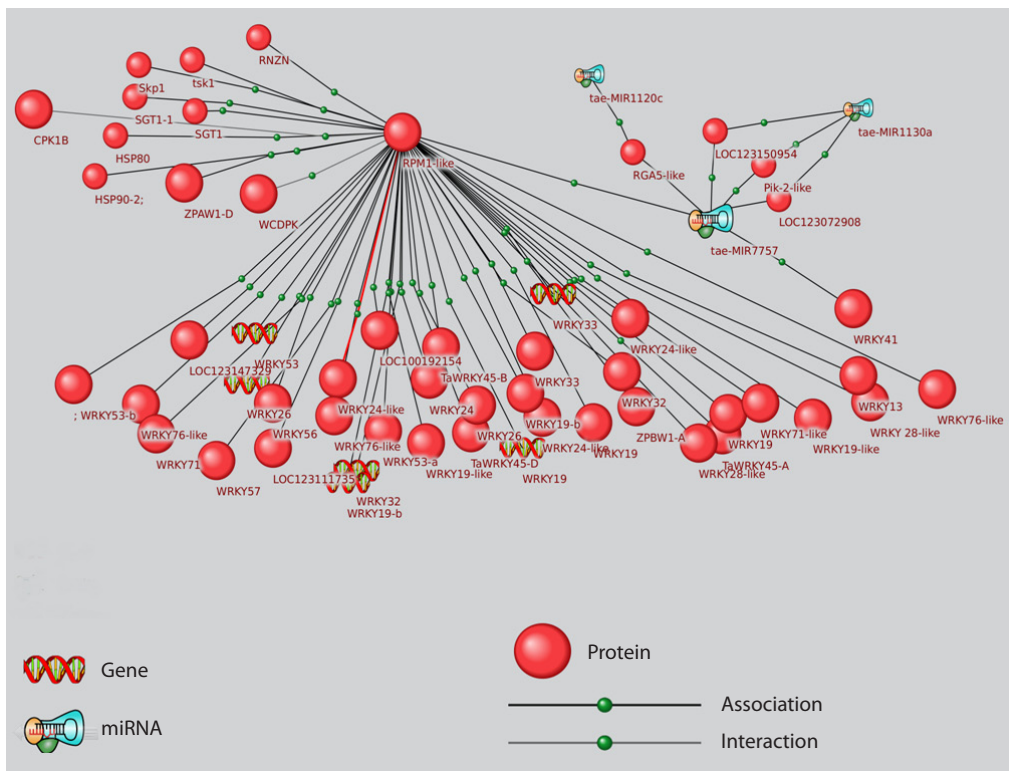 RNZN
Skp1
tsk1
tae-MIR1120c
SGT1-1
SGT1
CPK1B
tae-MIR1130a
HSP80
RPM1-like
LOC123150954
RGA5-like
Pik-2-like
HSP90-2;
ZPAW1-D
WCDPK
LOC123072908
tae-MIR7757
WRKY33
WRKY41
WRKY24-like
LOC100192154
WRKY53
LOC123147329
TaWRKY45-B
WRKY33
WRKY32
; WRKY53-b
WRKY26
WRKY24-like
WRKY24
WRKY13
WRKY76-like
WRKY19-b
WRKY76-like
WRKY56
WRKY26
ZPBW1-A
WRKY19
WRKY71-like
WRKY 28-like
WRKY76-like
WRKY24-like
WRKY19
WRKY19-like
WRKY71
WRKY53-a
TaWRKY45-D
TaWRKY45-A
WRKY19-like
WRKY28-like
WRKY57
LOC123111735
WRKY19
WRKY32
WRKY19-b
Gene
Protein
miRNA
Association
Interaction